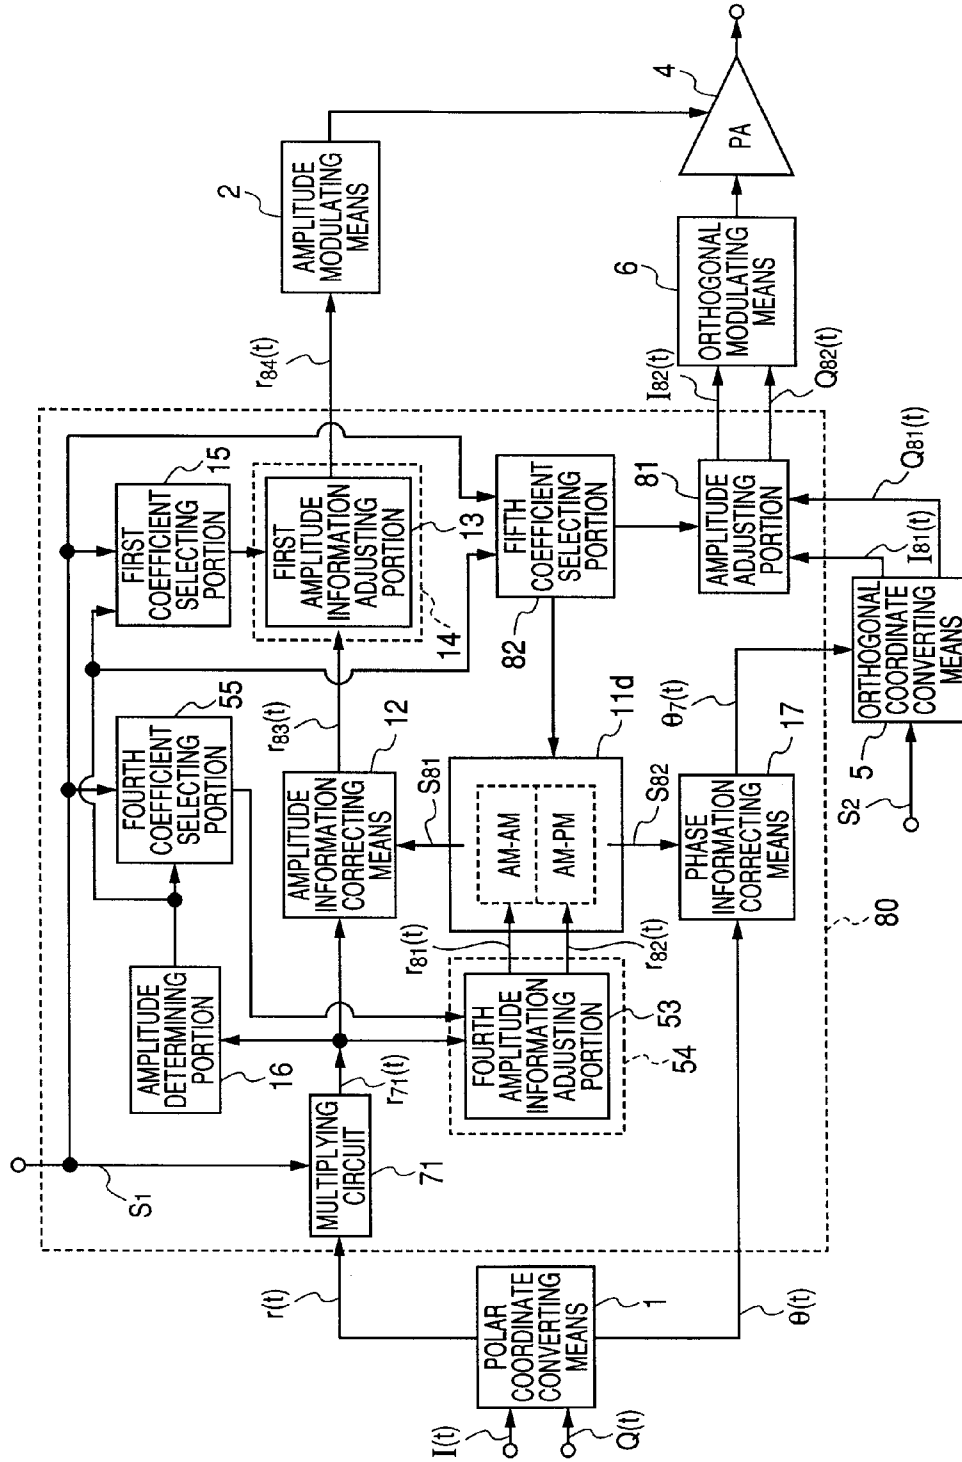 I(t)
Q(t)
POLAR
COORDINATE
CONVERTING
MEANS
1
r(t)
θ(t)
S1
MULTIPLYING
CIRCUIT
71
r71(t)
AMPLITUDE
DETERMINING
PORTION
16
FOURTH
COEFFICIENT
SELECTING
PORTION
55
FIRST
COEFFICIENT
SELECTING
PORTION
15
FOURTH
AMPLITUDE
INFORMATION
ADJUSTING
PORTION
53
54
r81(t)
r82(t)
AMPLITUDE
INFORMATION
CORRECTING
MEANS
12
S81
AM-AM
AM-PM
11d
S82
PHASE
INFORMATION
CORRECTING
MEANS
17
80
r83(t)
FIRST
AMPLITUDE
INFORMATION
ADJUSTING
PORTION
13
14
FIFTH
COEFFICIENT
SELECTING
PORTION
82
θ7(t)
S2
ORTHOGONAL
COORDINATE
CONVERTING
MEANS
5
I81(t)
Q81(t)
AMPLITUDE
ADJUSTING
PORTION
81
r84(t)
I82(t)
Q82(t)
AMPLITUDE
MODULATING
MEANS
2
ORTHOGONAL
MODULATING
MEANS
6
PA
4